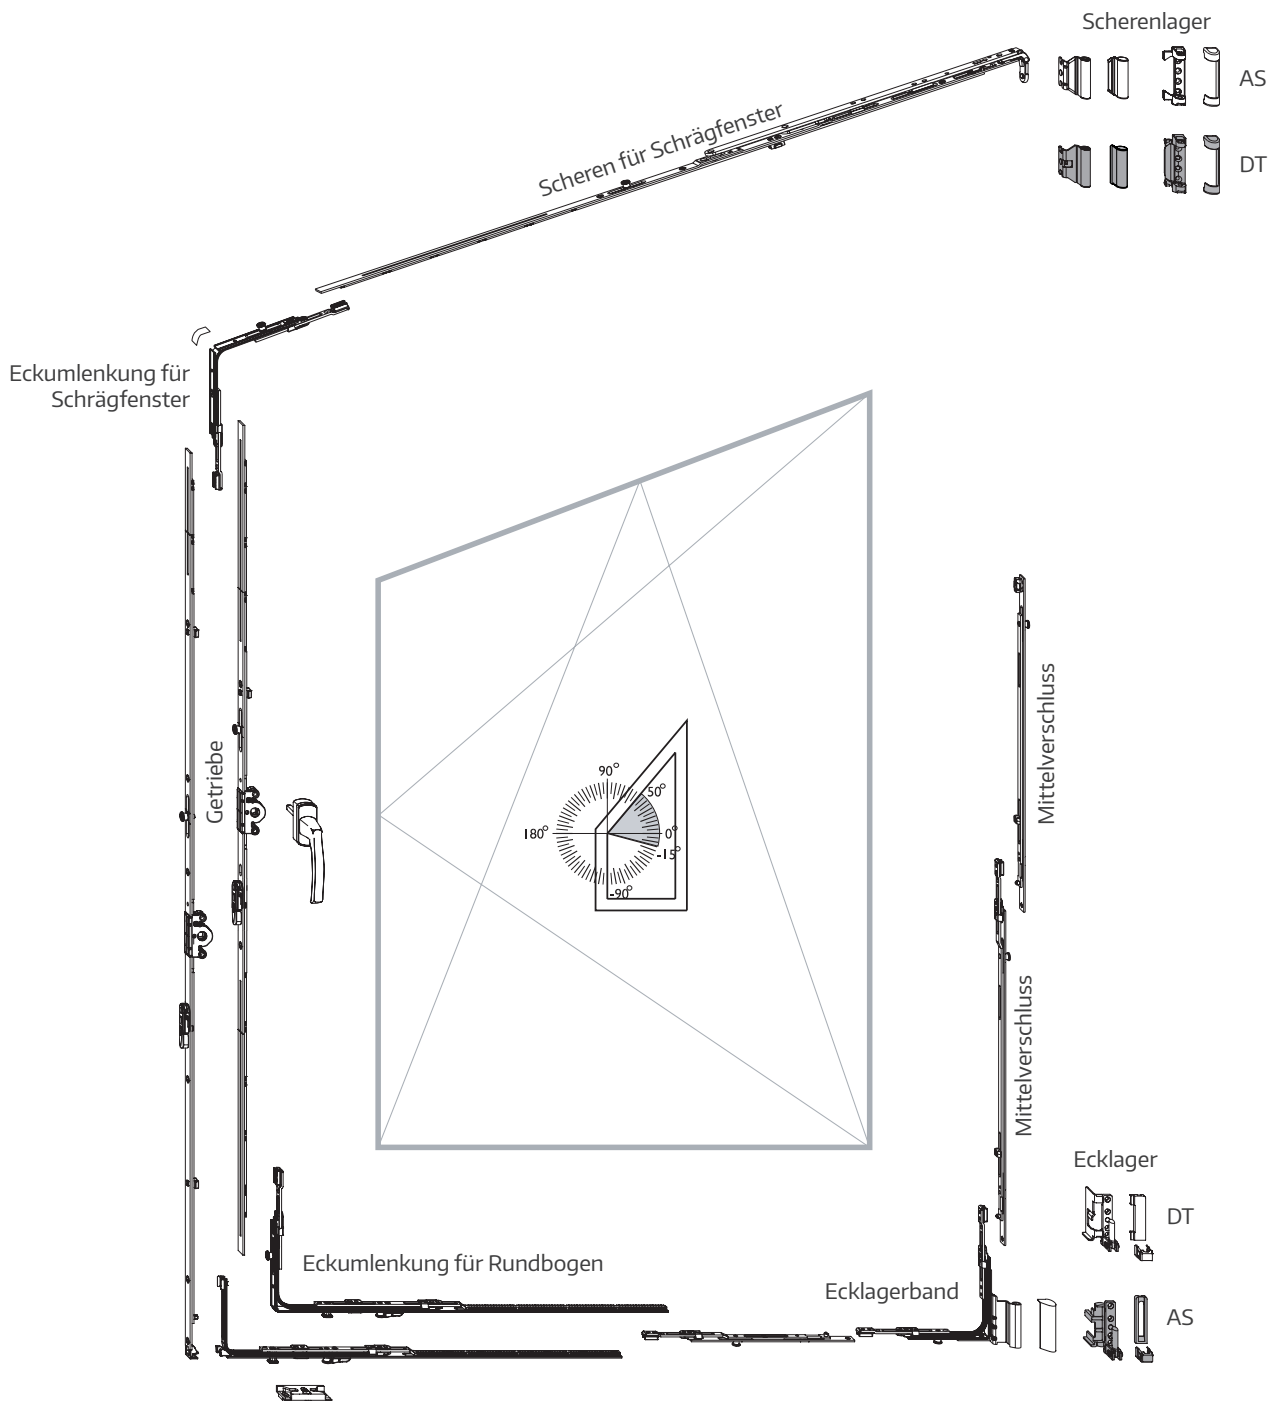 Scherenlager
AS
DT
Scheren für Schrägfenster
Eckumlenkung für
Schrägfenster
Getriebe
Mittelverschluss
90°
50°
180°
0°
-15°
-90°
Mittelverschluss
Ecklager
DT
Eckumlenkung für Rundbogen
Ecklagerband
AS